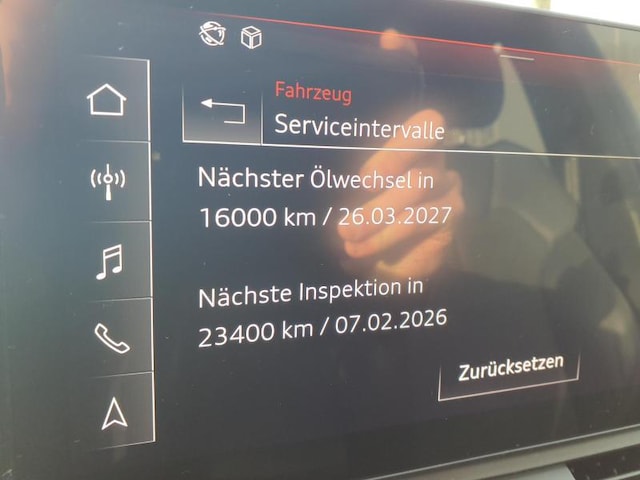 Fahrzeug
Serviceintervalle
Nächster Ölwechsel in
16000 km / 26.03.2027
Nächste Inspektion in
23400 km / 07.02.2026
Zurücksetzen